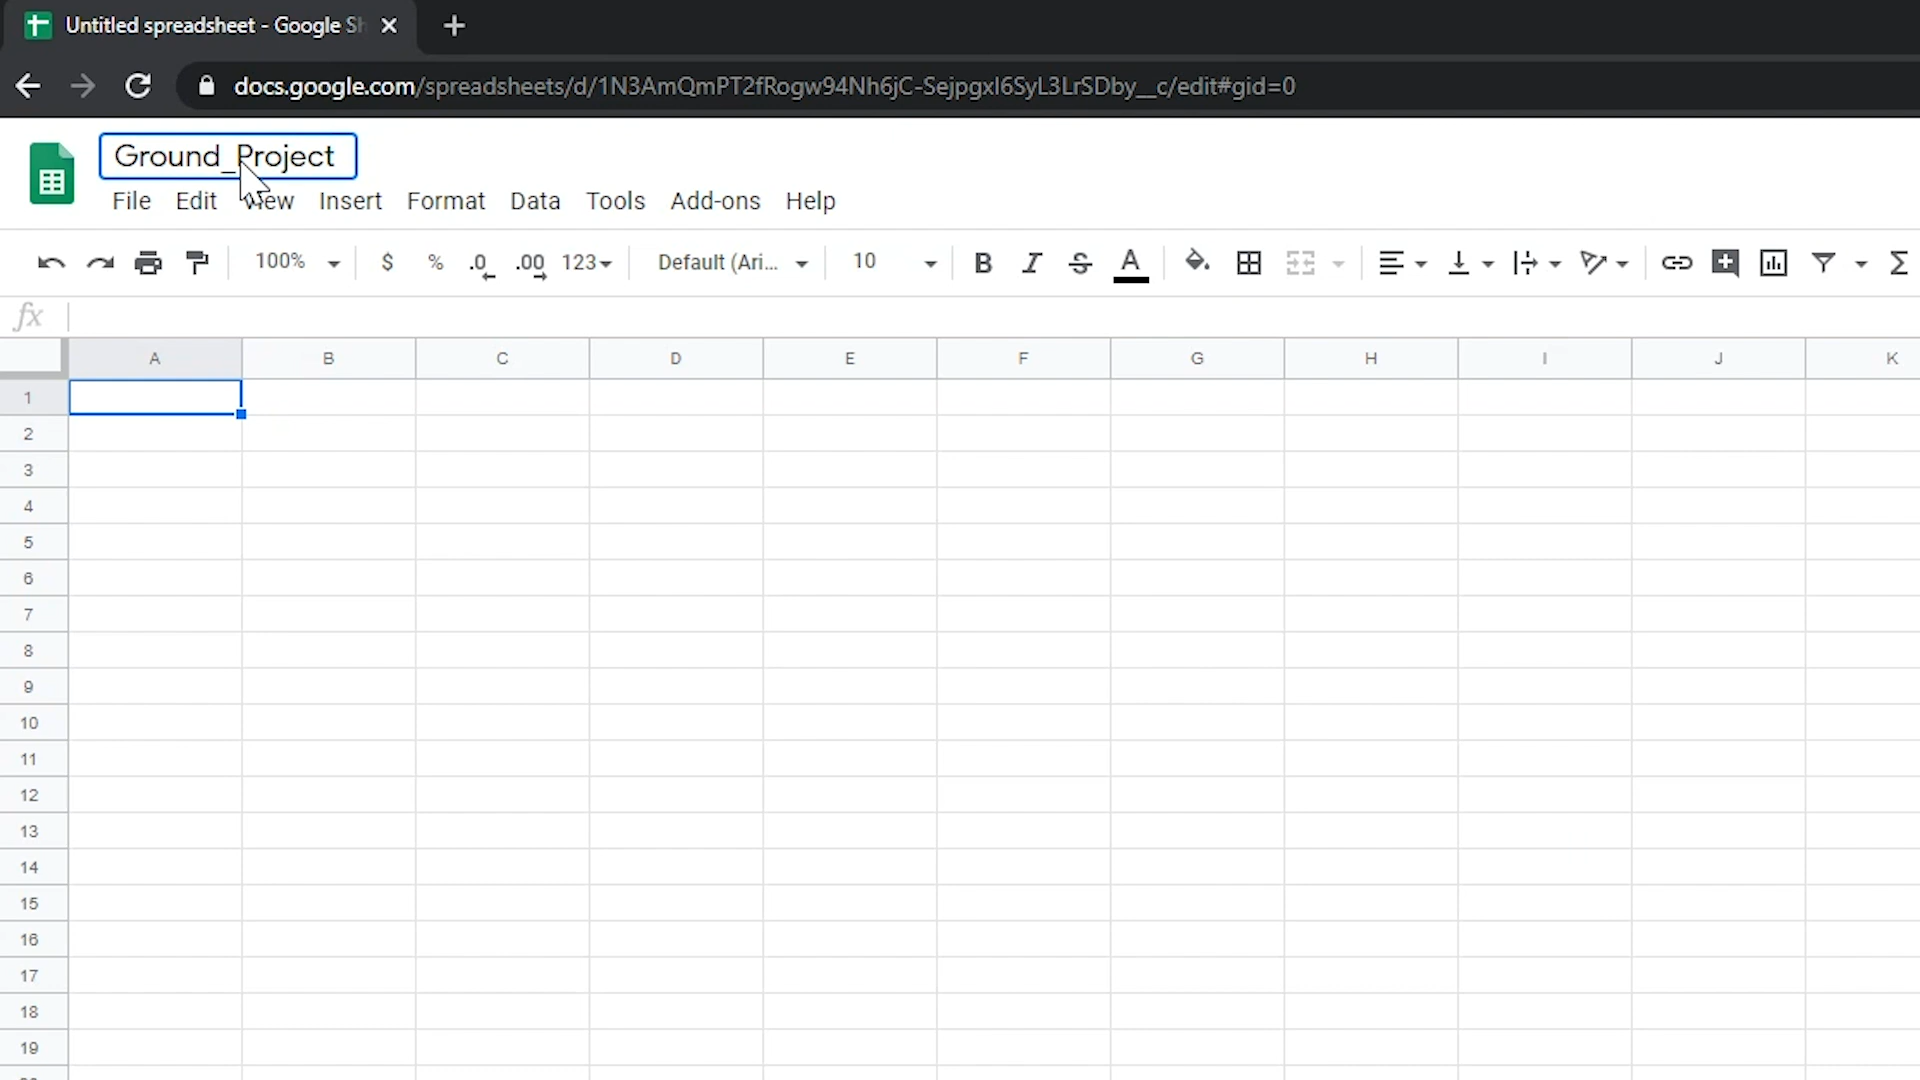 Untitled spreadsheet - Google Sh
docs.google.com/spreadsheets/d/1N3AmQmPT2fRogw94Nh6jC-Sejpgxl6SyL3LrSDby__c/edit#gid=0
Ground_Project
File Edit View Insert Format Data Tools Add-ons Help
100% $ % .0 .00 123 Default (Ari... 10 B I S A Σ
fx
A B C D E F G H I J K
1
2
3
4
5
6
7
8
9
10
11
12
13
14
15
16
17
18
19